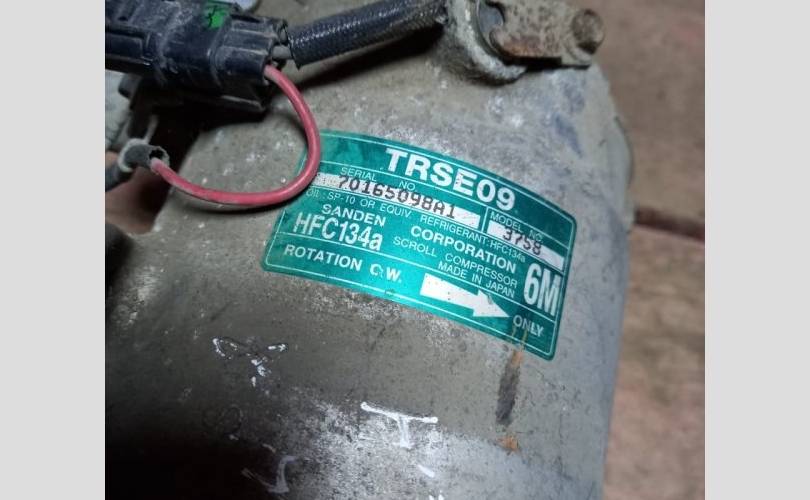 TRSE09
SERIAL NO. MODEL NO.
70165098A1 3758
OIL: SP-10 OR EQUIV. REFRIGERANT: HFC134a
SANDEN CORPORATION
HFC134a SCROLL COMPRESSOR 6M
MADE IN JAPAN
ROTATION C.W. ONLY